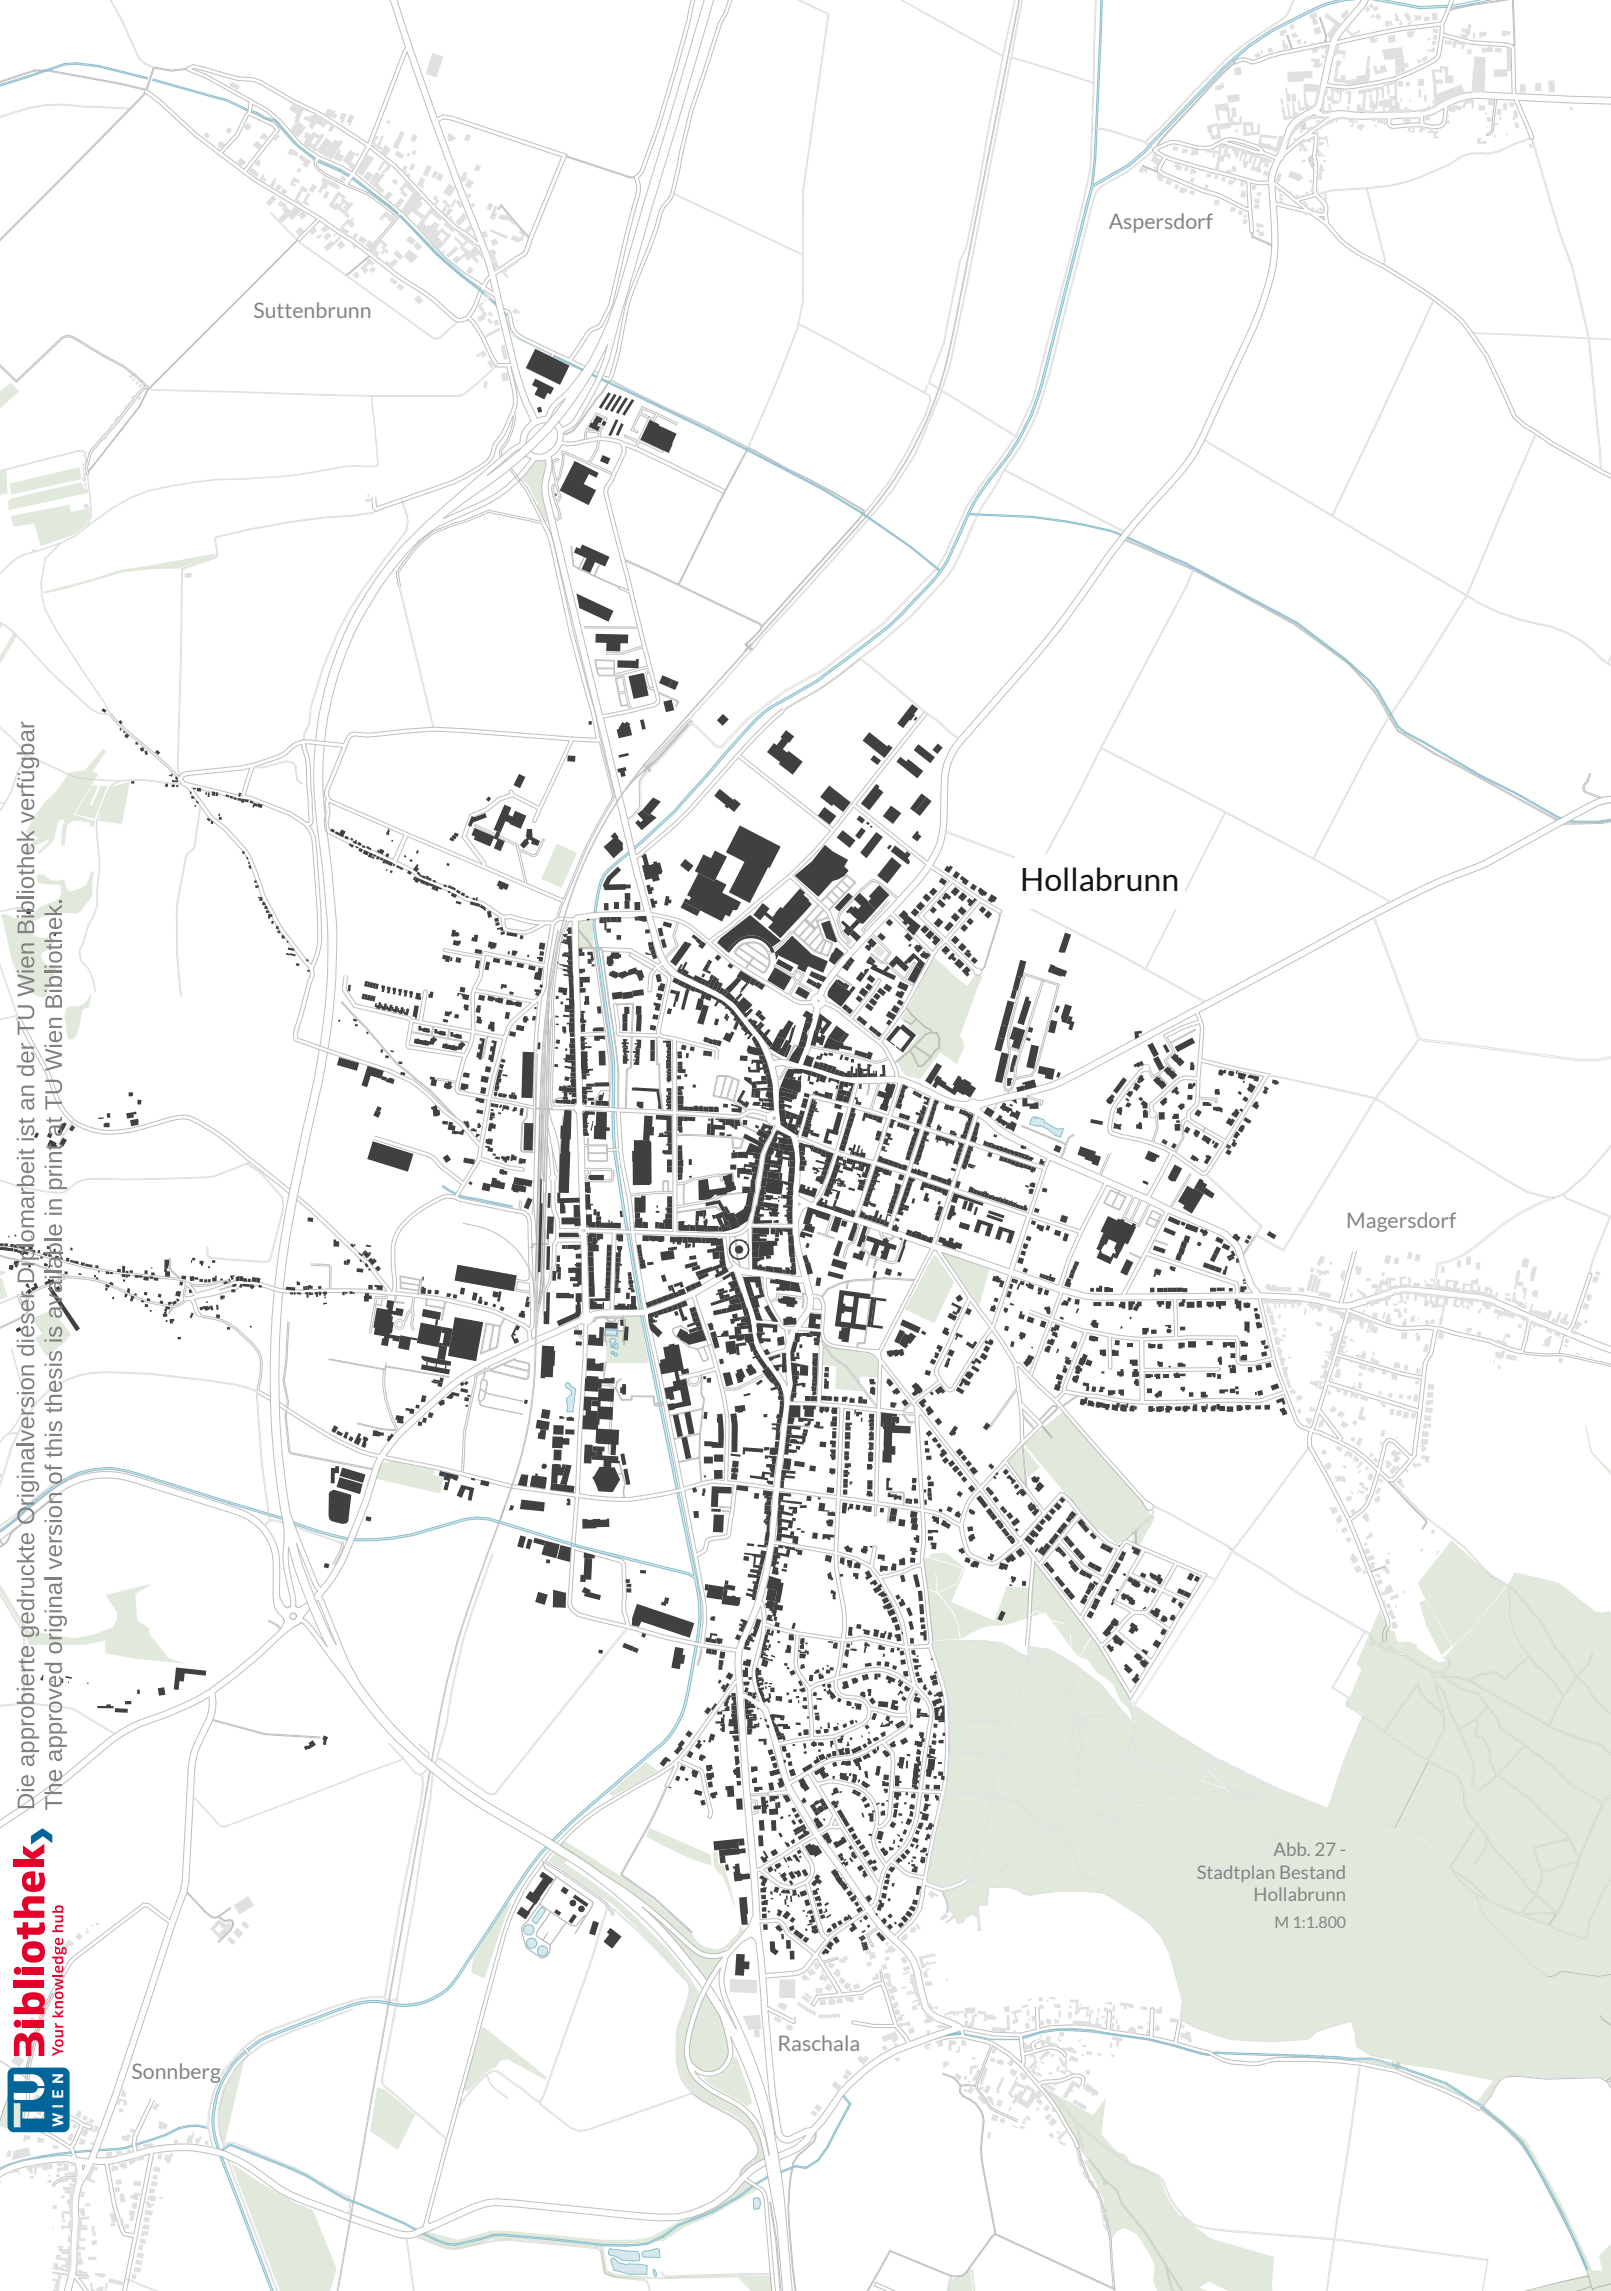 Aspersdorf
Suttenbrunn
Hollabrunn
Magersdorf
Abb. 27 -
Stadtplan Bestand
Hollabrunn
M 1:1.800
Raschala
Sonnberg
Die approbierte gedruckte Originalversion dieser Diplomarbeit ist an der TU Wien Bibliothek verfügbar
The approved original version of this thesis is available in print at TU Wien Bibliothek.
TU
WIEN
Bibliothek
Your knowledge hub